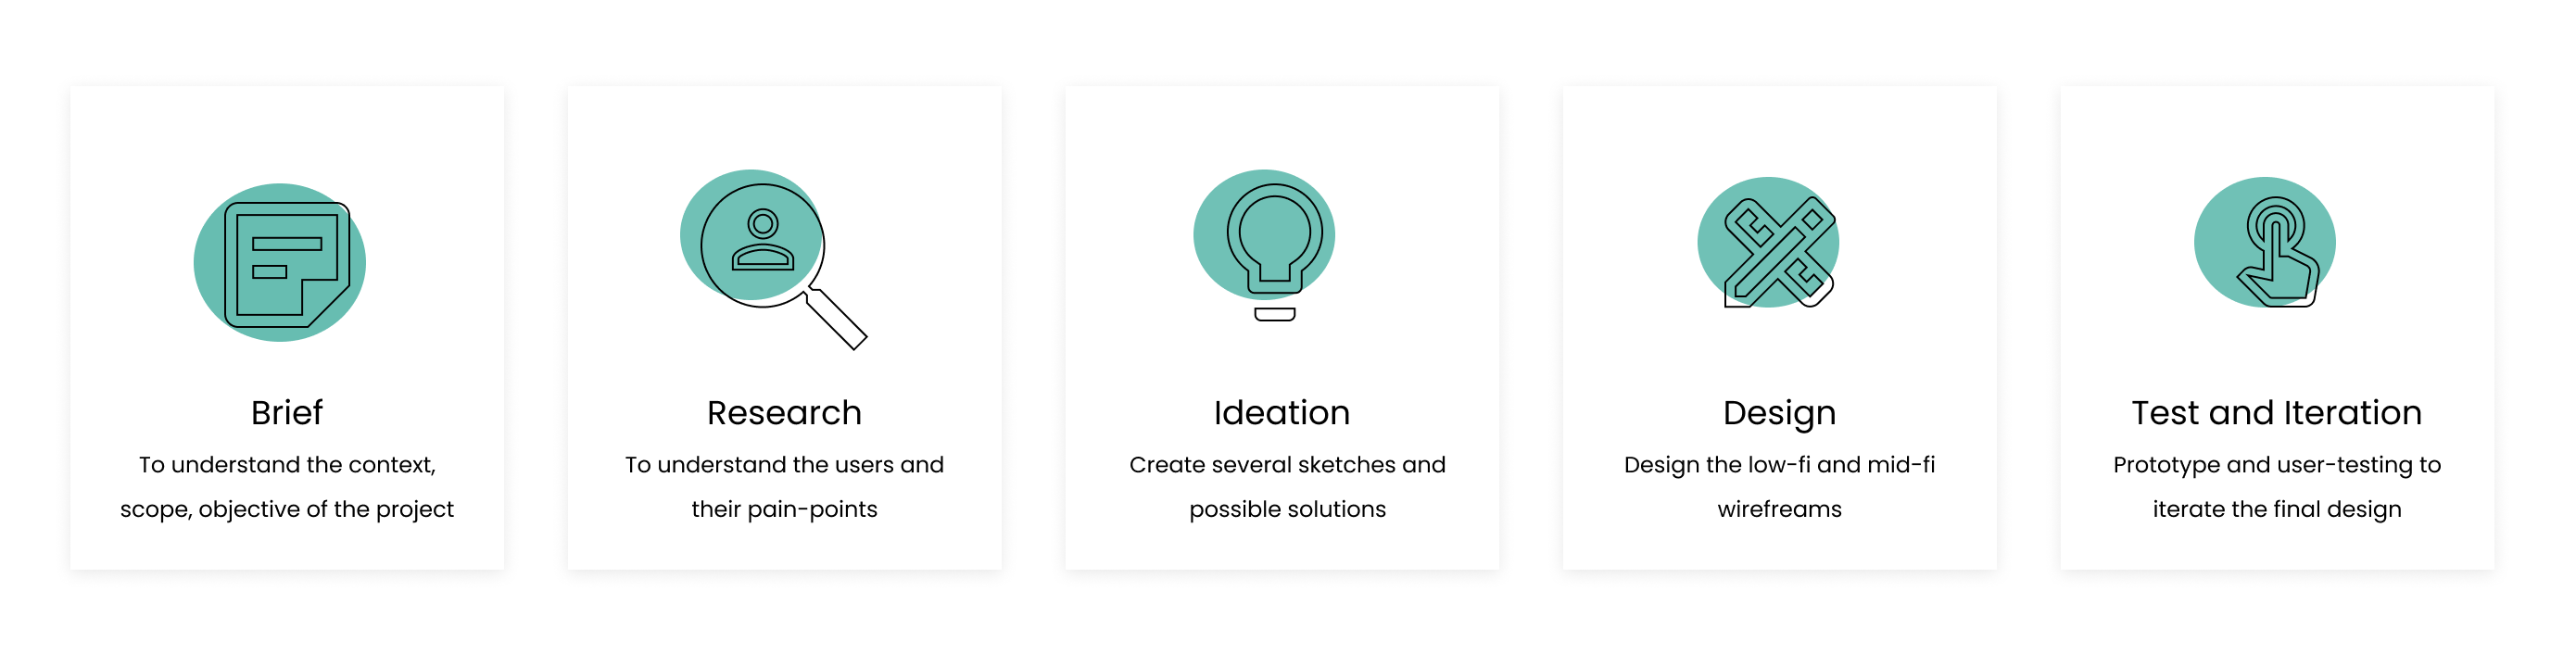 Brief
To understand the context,
scope, objective of the project
Research
To understand the users and
their pain-points
Ideation
Create several sketches and
possible solutions
Design
Design the low-fi and mid-fi
wirefreams
Test and Iteration
Prototype and user-testing to
iterate the final design